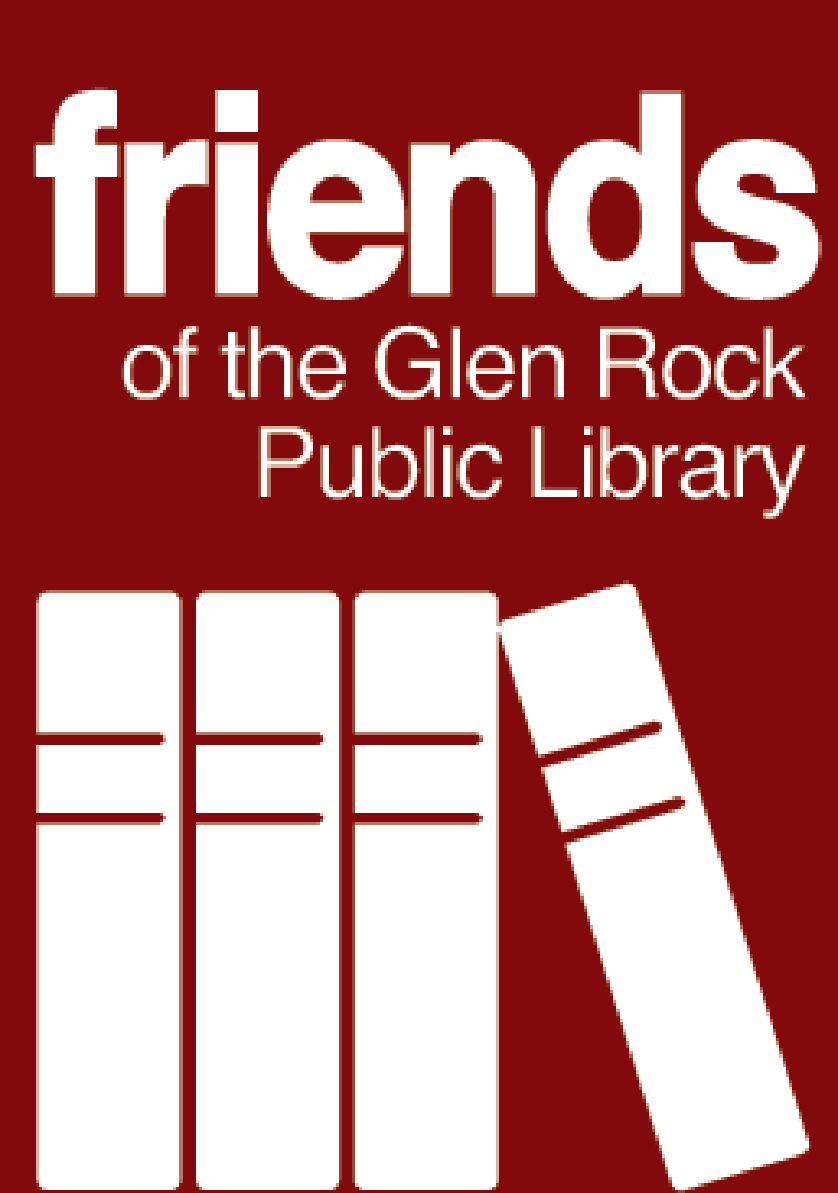 friends
of the Glen Rock
Public Library